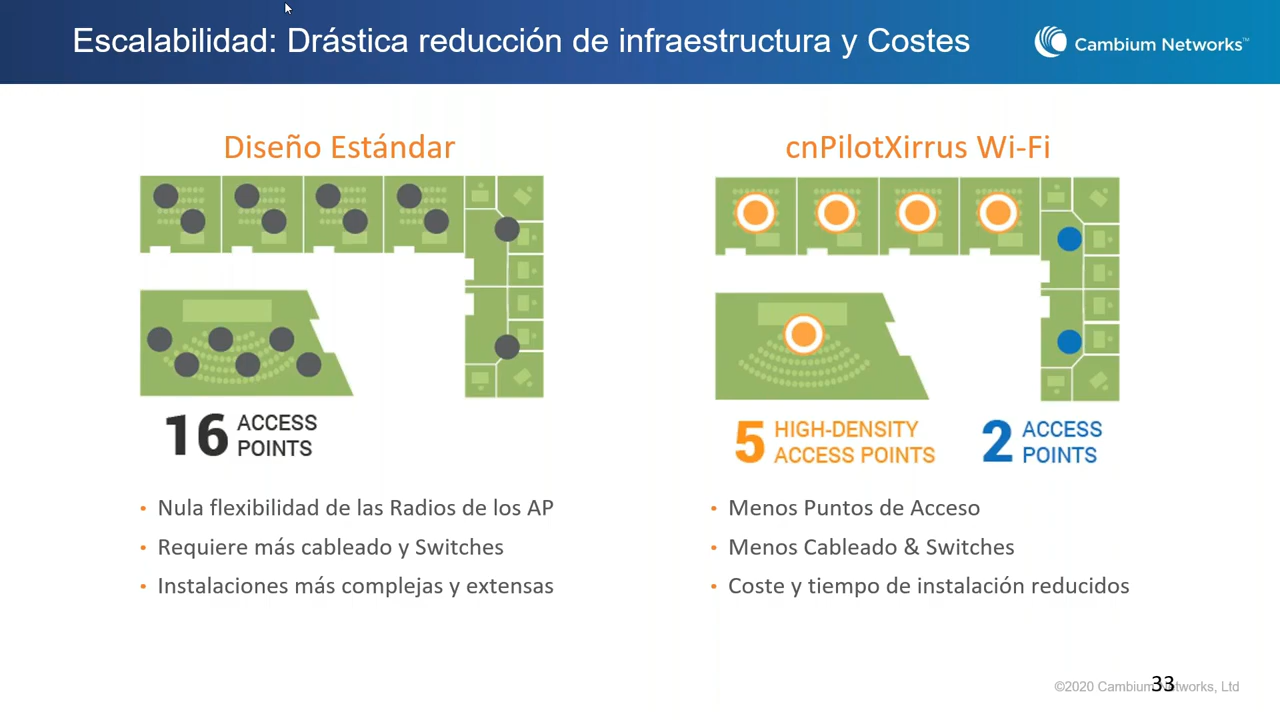 Escalabilidad: Drástica reducción de infraestructura y Costes
Cambium Networks™
Diseño Estándar
16 ACCESS
POINTS
• Nula flexibilidad de las Radios de los AP
• Requiere más cableado y Switches
• Instalaciones más complejas y extensas
cnPilotXirrus Wi-Fi
5 HIGH-DENSITY
ACCESS POINTS
2 ACCESS
POINTS
• Menos Puntos de Acceso
• Menos Cableado & Switches
• Coste y tiempo de instalación reducidos
©2020 Cambium Networks, Ltd
33